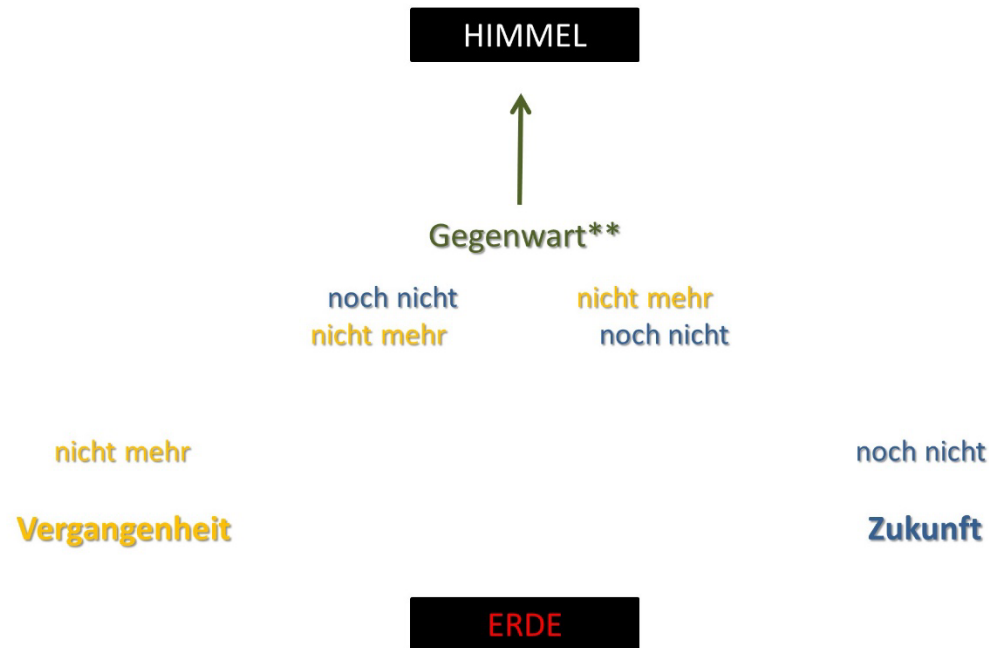 HIMMEL
Gegenwart**
noch nicht nicht mehr
nicht mehr noch nicht
nicht mehr noch nicht
Vergangenheit Zukunft
ERDE